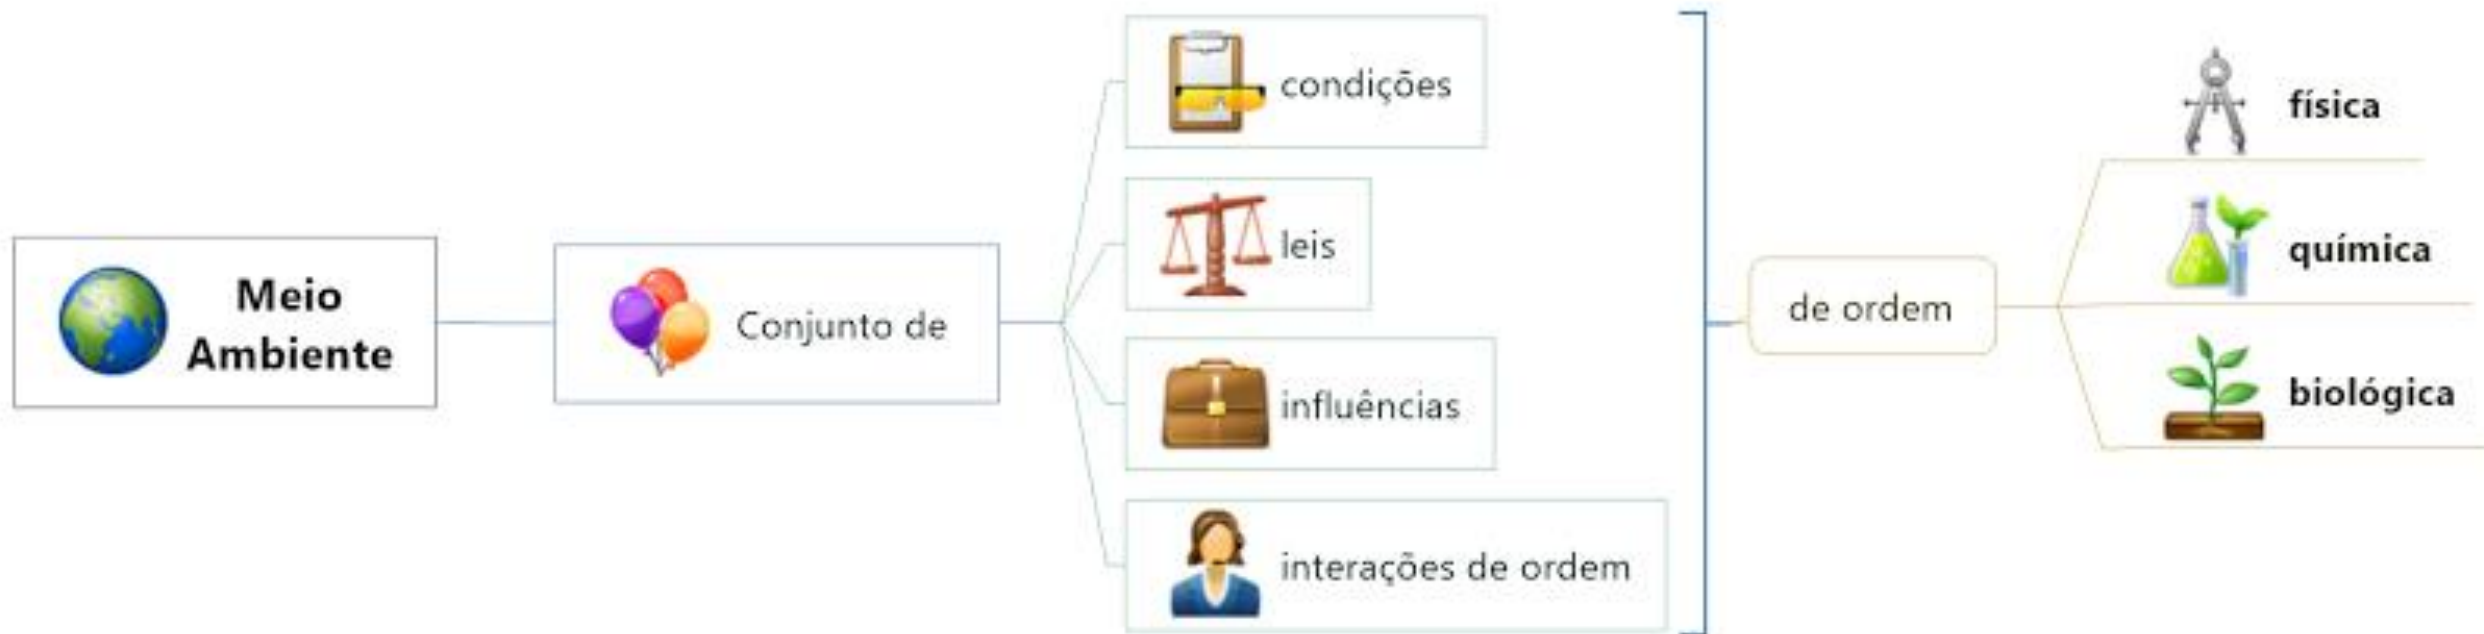 Meio
Ambiente
Conjunto de
condições
leis
influências
interações de ordem
de ordem
física
química
biológica